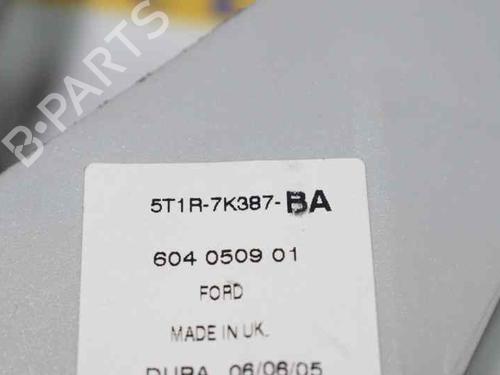 B-PARTS
5T1R-7K387-BA
604 0509 01
FORD
MADE IN UK.
DURA 06/06/05